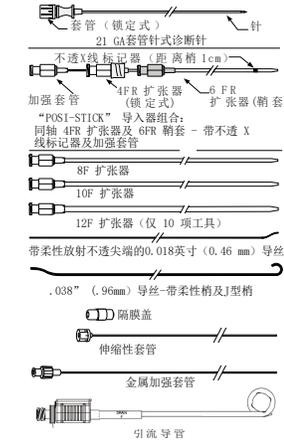 套管(锁定式) 针
21 GA套管针式诊断针
不透X线标记器(距离梢1cm)
加强套管 4FR 扩张器(锁定式) 6 FR 扩张器(鞘套
“POSI-STICK” 导入器组合:
同轴 4FR 扩张器及 6FR 鞘套 - 带不透 X
线标记器及加强套管
8F 扩张器
10F 扩张器
12F 扩张器(仅 10 项工具)
带柔性放射不透尖端的0.018英寸(0.46 mm)导丝
.038” (.96mm) 导丝-带柔性梢及J型梢
隔膜盖
伸缩性套管
金属加强套管
引流导管